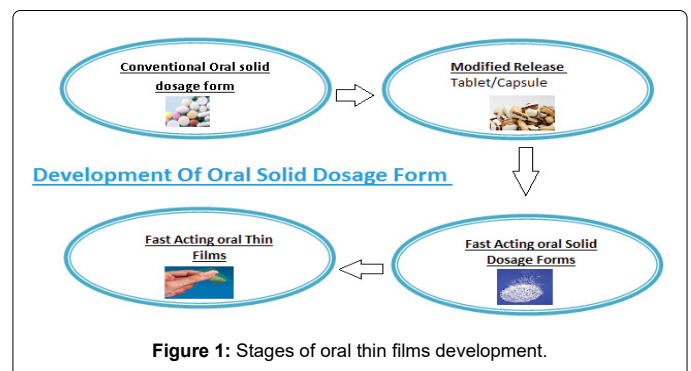 Conventional Oral solid
dosage form
Modified Release
Tablet/Capsule
Development Of Oral Solid Dosage Form
Fast Acting oral Thin
Films
Fast Acting oral Solid
Dosage Forms
Figure 1: Stages of oral thin films development.